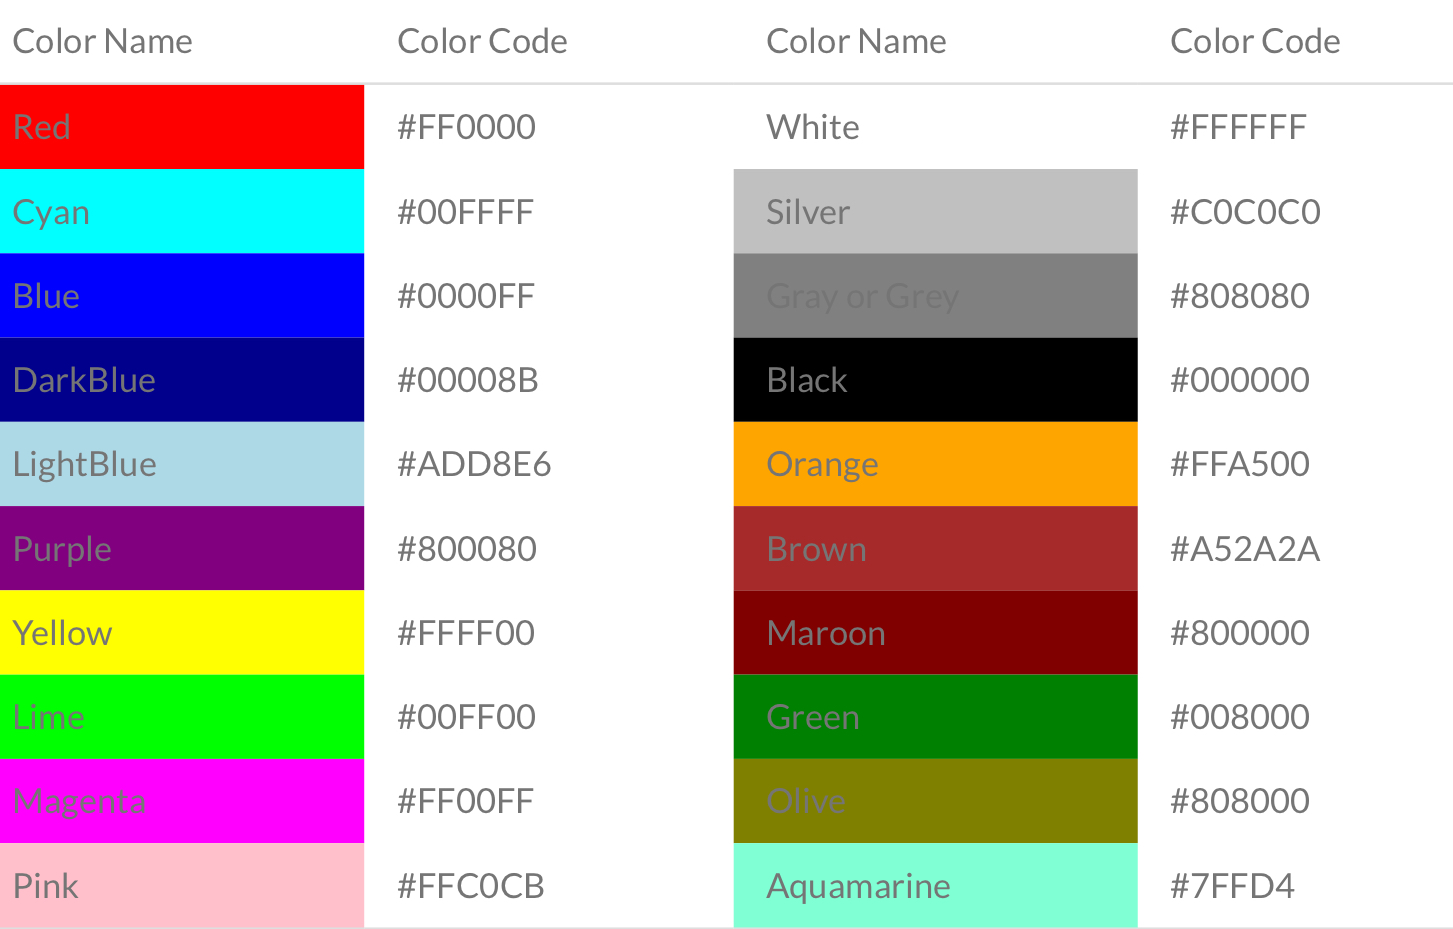 Color Name Color Code Color Name Color Code
Red #FF0000 White #FFFFFF
Cyan #00FFFF Silver #C0C0C0
Blue #0000FF Gray or Grey #808080
DarkBlue #00008B Black #000000
LightBlue #ADD8E6 Orange #FFA500
Purple #800080 Brown #A52A2A
Yellow #FFFF00 Maroon #800000
Lime #00FF00 Green #008000
Magenta #FF00FF Olive #808000
Pink #FFC0CB Aquamarine #7FFD4